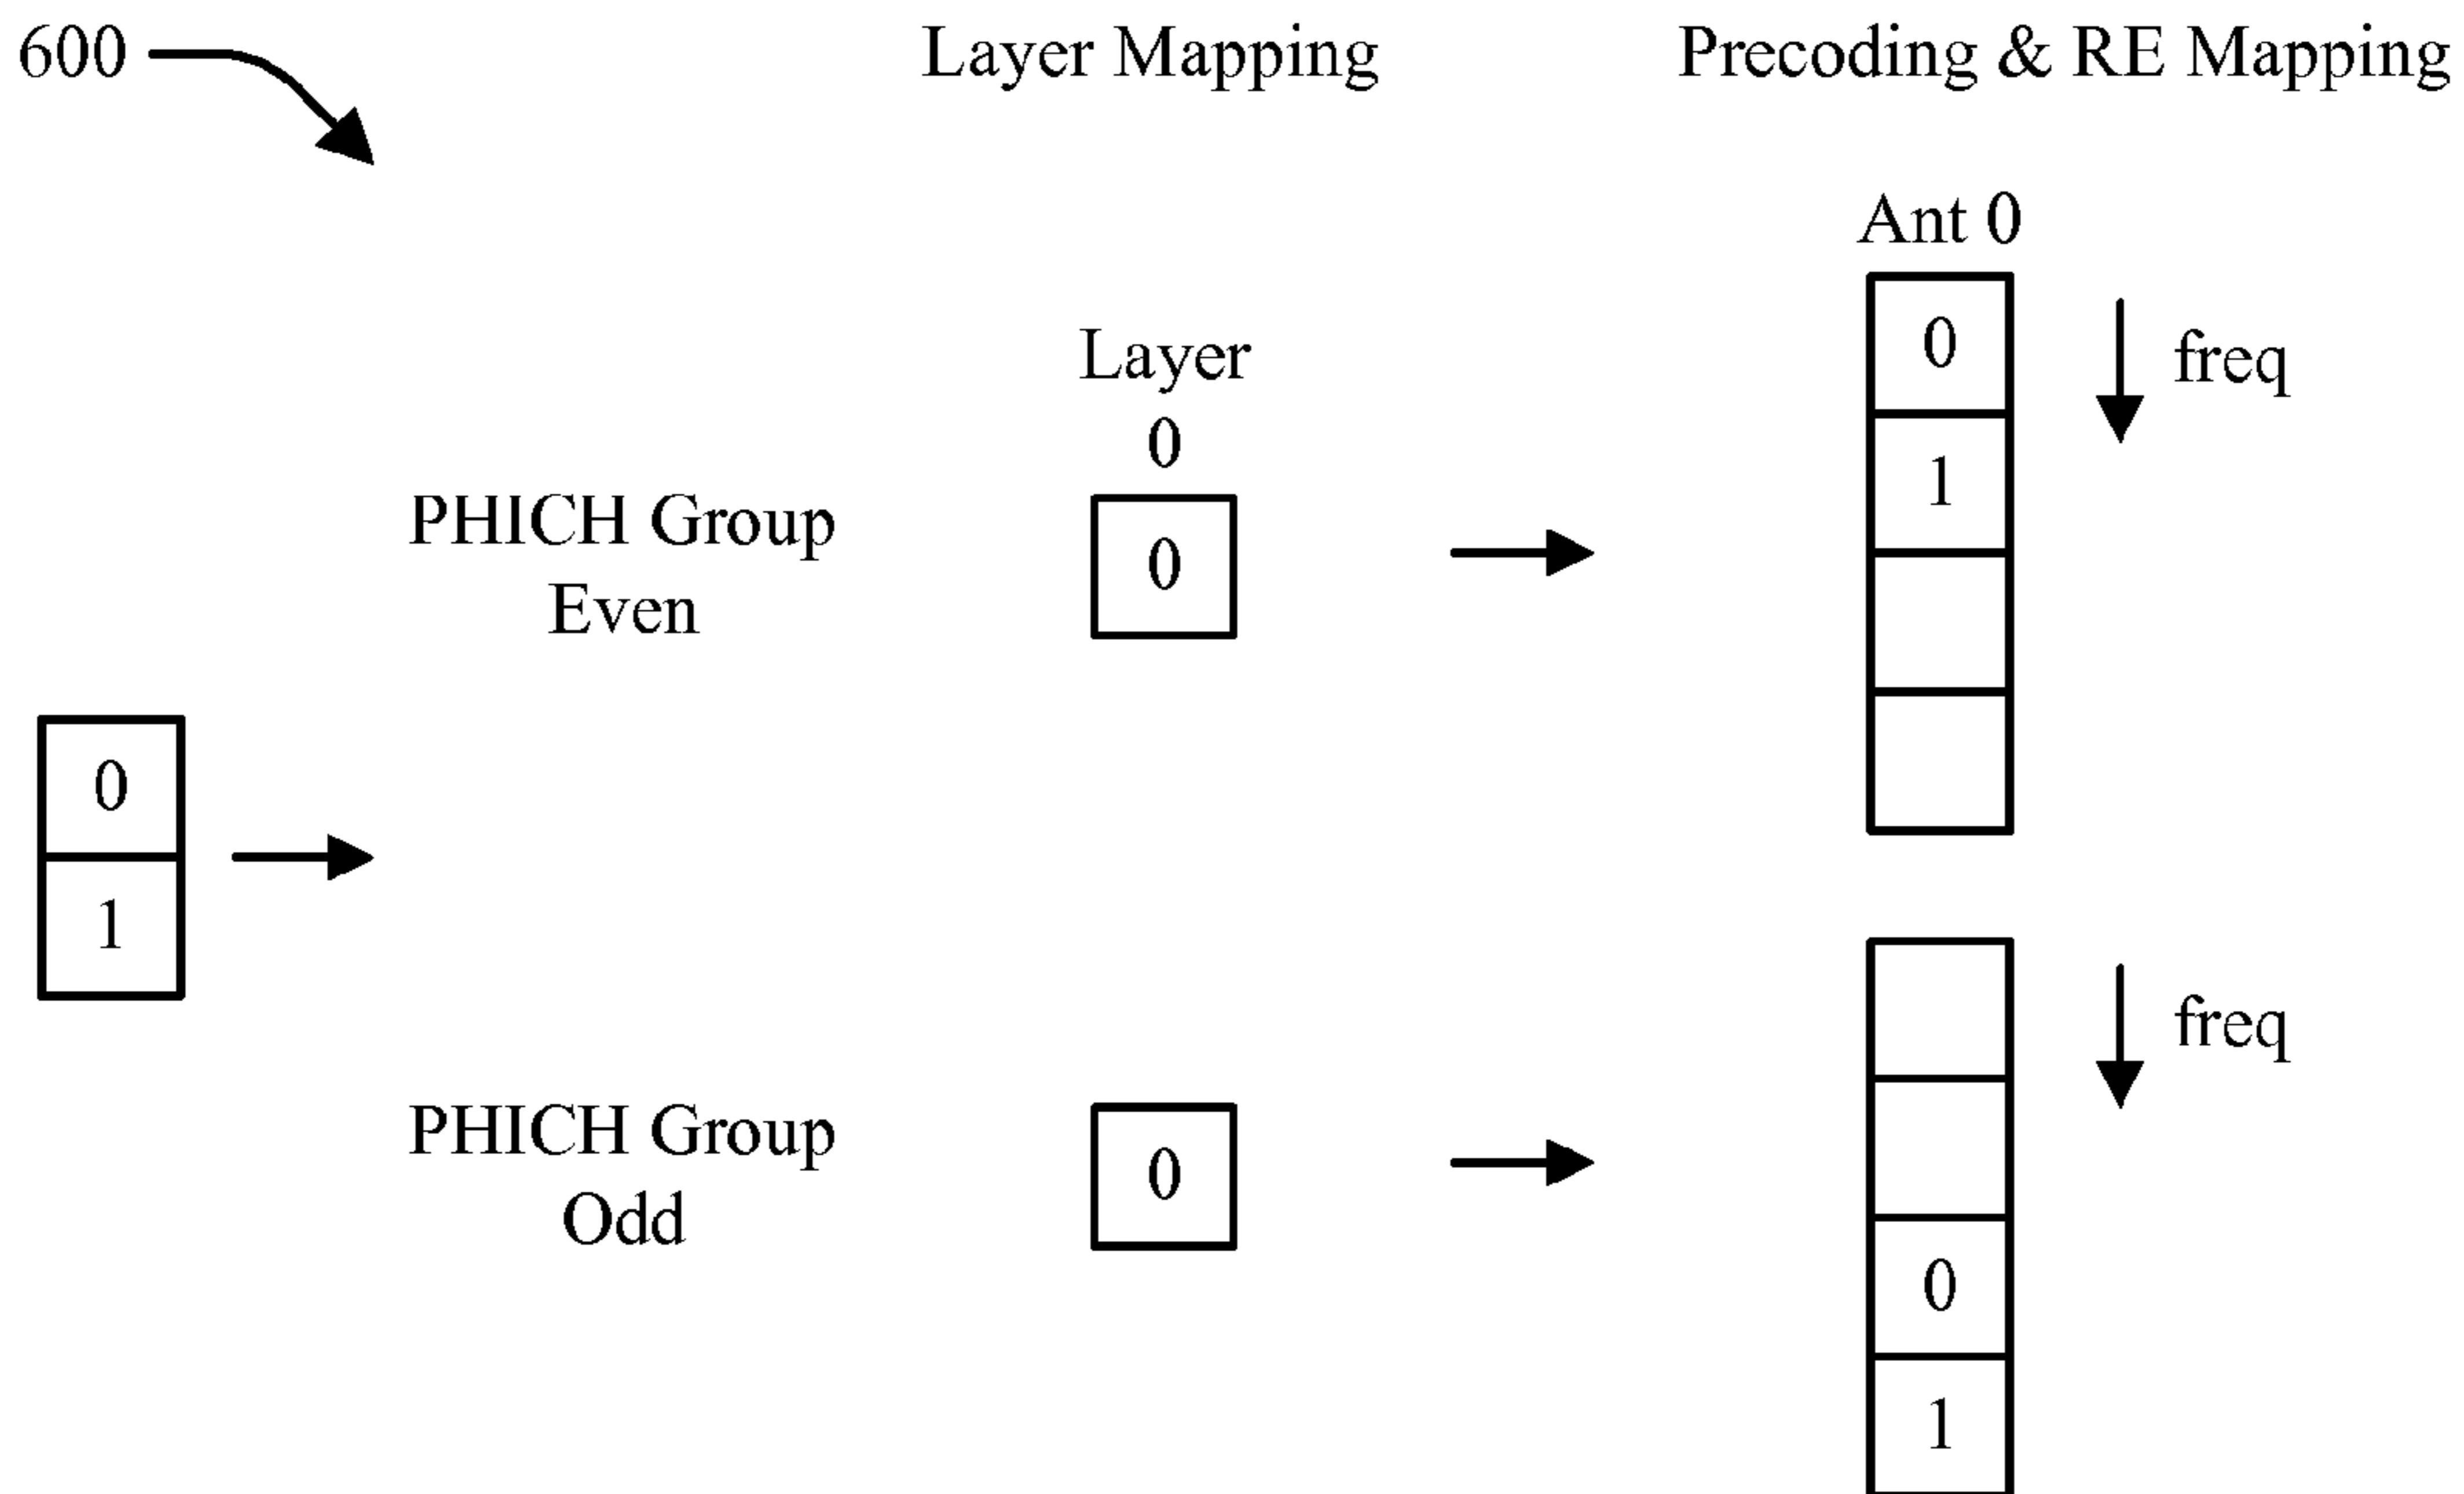 600
Layer Mapping
Precoding & RE Mapping
Ant 0
0
freq
1
Layer
0
PHICH Group
Even
0
0
1
freq
PHICH Group
Odd
0
0
1